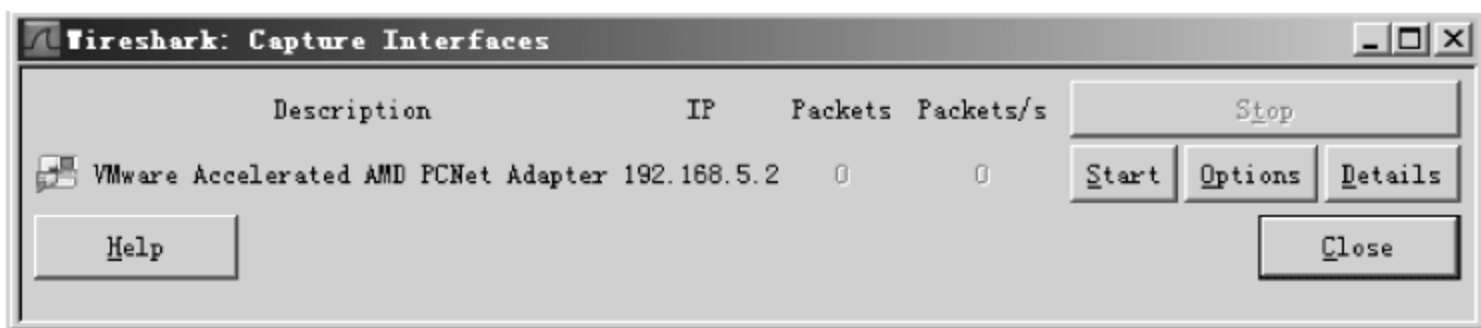 Wireshark: Capture Interfaces
Description IP Packets Packets/s Stop
VMware Accelerated AMD PCNet Adapter 192.168.5.2 0 0 Start Options Details
Help Close